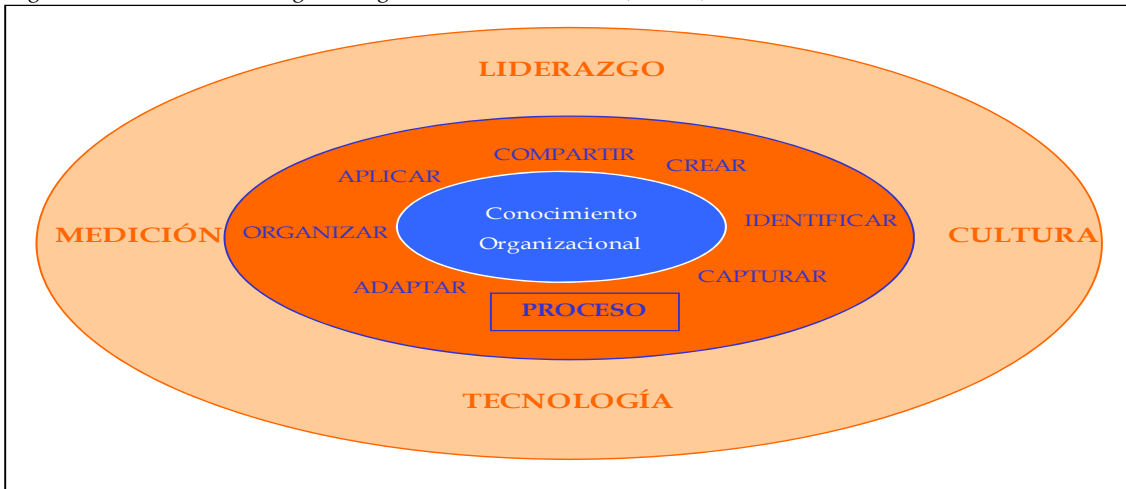 LIDERAZGO
COMPARTIR
CREAR
APLICAR
Conocimiento
Organizacional
IDENTIFICAR
ORGANIZAR
MEDICIÓN
CULTURA
CAPTURAR
ADAPTAR
PROCESO
TECNOLOGÍA